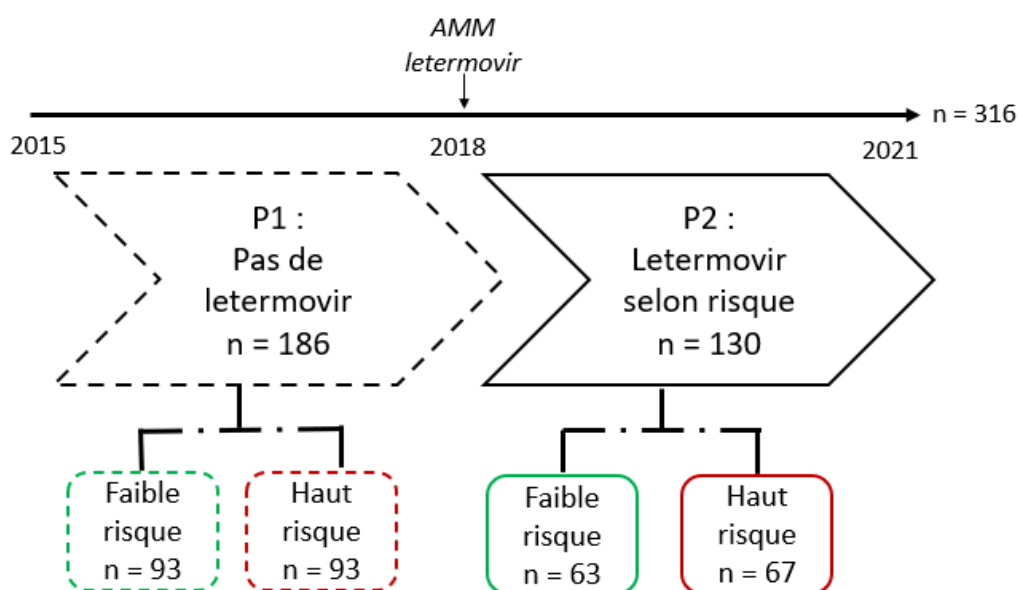 AMM
letermovir
n = 316
2015
2018
2021
P1 :
Pas de
letermovir
n = 186
P2 :
Letermovir
selon risque
n = 130
Faible
risque
n = 93
Haut
risque
n = 93
Faible
risque
n = 63
Haut
risque
n = 67